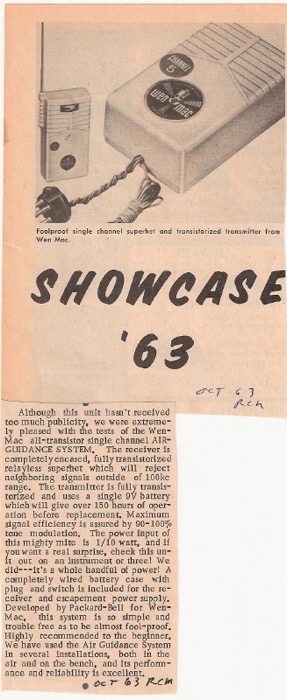 CHANNEL
5
wen
mac
Foolproof single channel superhet and transistorized transmitter from
Wen Mac.
SHOWCASE
'63
OCT 63
RCM
Although this unit hasn't received
too much publicity, we were extreme-
ly pleased with the tests of the Wen-
Mac all-transistor single channel AIR-
GUIDANCE SYSTEM. The receiver is
completely encased, fully transistorized
relayless superhet which will reject
neighboring signals outside of 100kc
range. The transmitter is fully transis-
torized and uses a single 9V battery
which will give over 150 hours of oper-
ation before replacement. Maximum
signal efficiency is assured by 90-100%
tone modulation. The power input of
this mighty mite is 1/10 watt, and if
you want a real surprise, check this un-
it out on an instrument or three! We
did---it's a whole handful of power! A
completely wired battery case with
plug and switch is included for the re-
ceiver and escapement power supply.
Developed by Packard-Bell for Wen-
Mac, this system is so simple and
trouble free as to be almost fool-proof.
Highly recommended to the beginner.
We have used the Air Guidance System
in several installations, both in the
air and on the bench, and its perform-
ance and reliability is excellent.
OCT 63 RCM